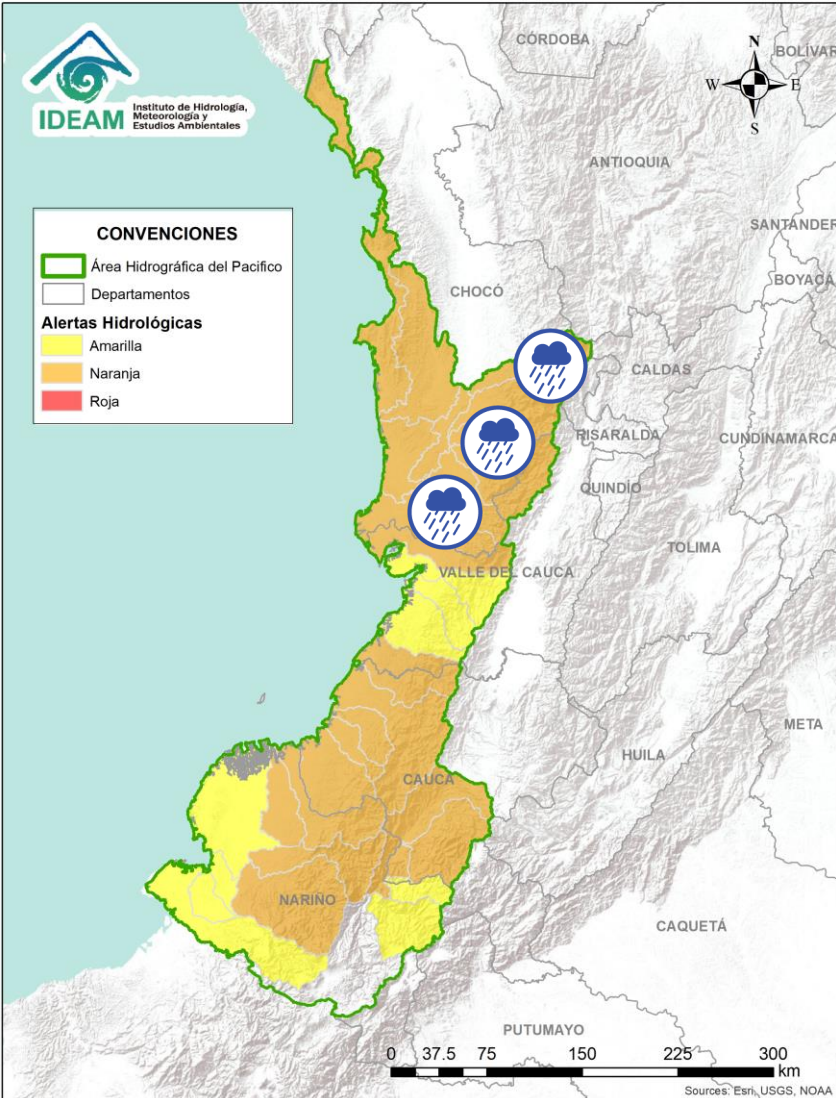 IDEAM
Instituto de Hidrología,
Meteorología y
Estudios Ambientales
CONVENCIONES
Área Hidrográfica del Pacifico
Departamentos
Alertas Hidrológicas
Amarilla
Naranja
Roja
N
W
E
S
CÓRDOBA
BOLÍVAR
ANTIOQUIA
SANTANDER
BOYACÁ
CHOCÓ
CALDAS
RISARALDA
CUNDINAMARCA
QUINDÍO
TOLIMA
VALLE DEL CAUCA
META
HUILA
CAUCA
NARIÑO
CAQUETÁ
PUTUMAYO
0 37.5 75 150 225 300
km
Sources: Esri, USGS, NOAA